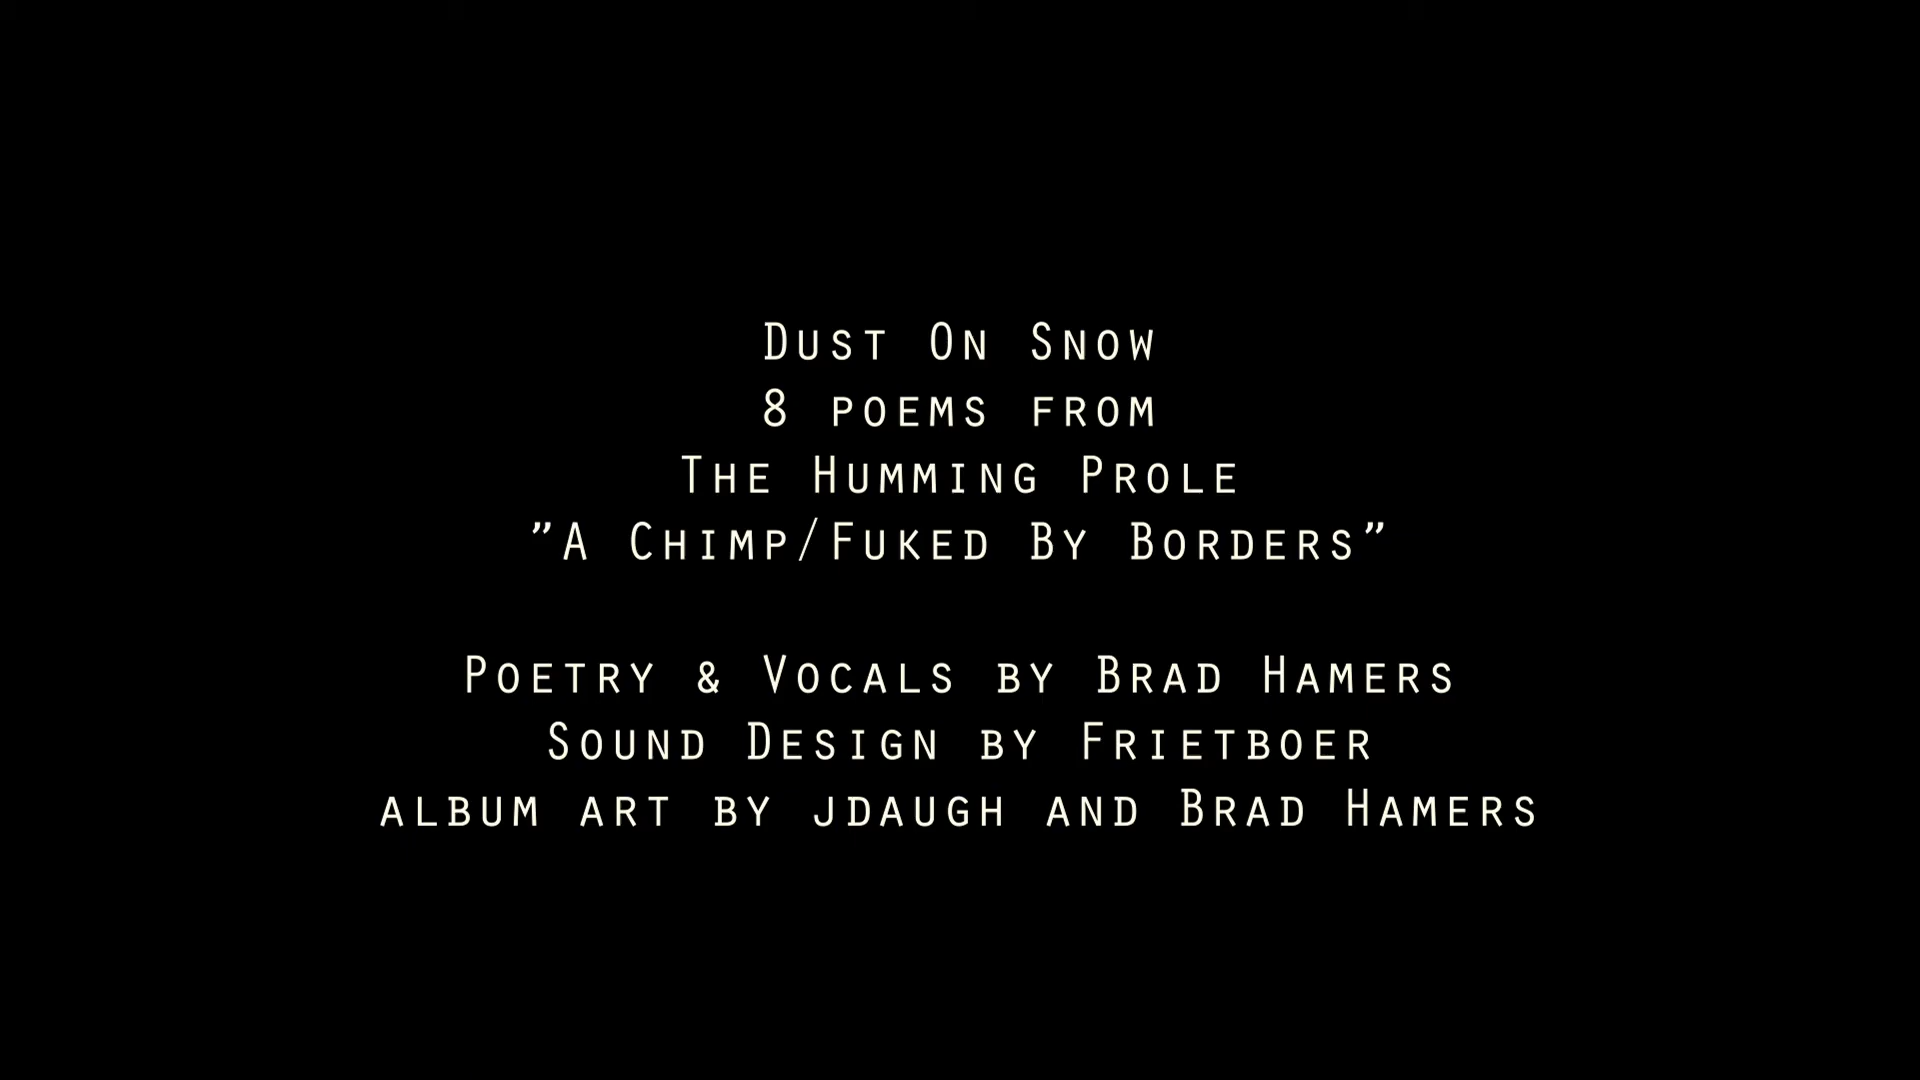 Dust On Snow
8 poems from
The Humming Prole
”A Chimp/Fuked By Borders”
Poetry & Vocals by Brad Hamers
Sound Design by Frietboer
album art by jdaugh and Brad Hamers